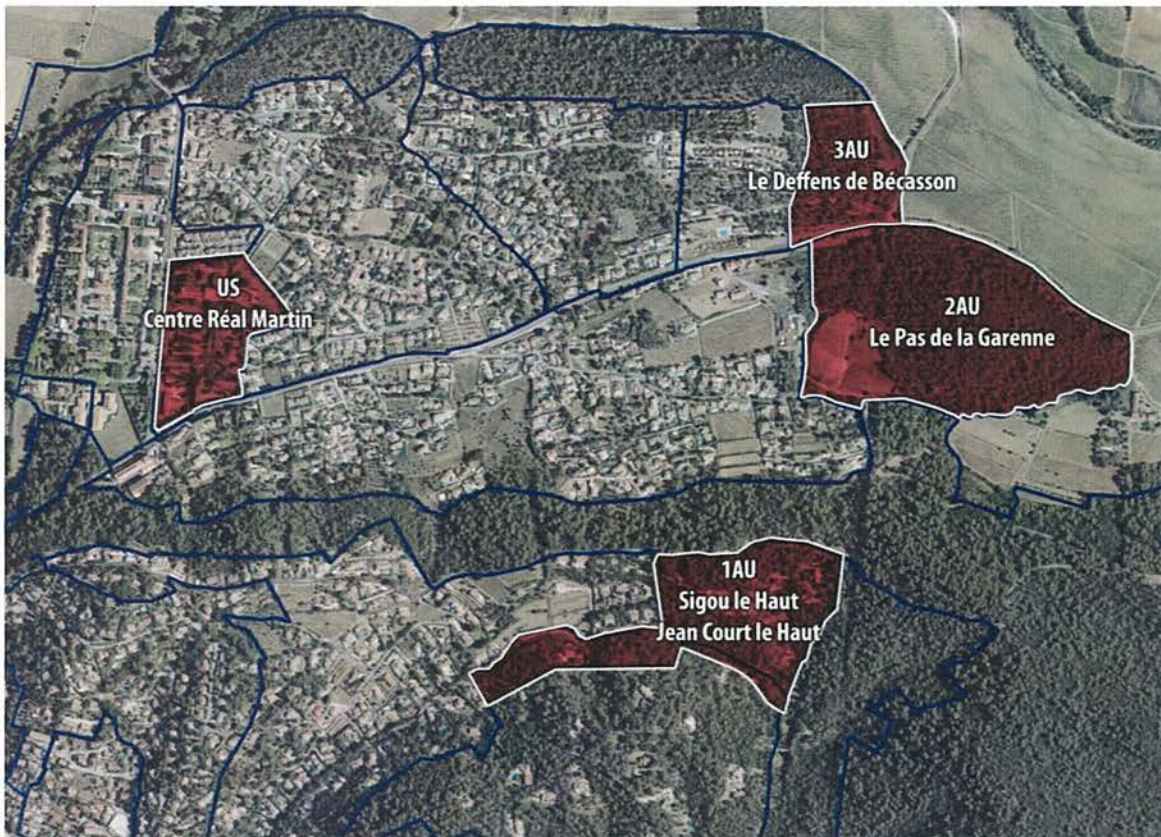 3AU
Le Deffens de Bécasson
US
Centre Réal Martin
2AU
Le Pas de la Garenne
1AU
Sigou le Haut
Jean Court le Haut